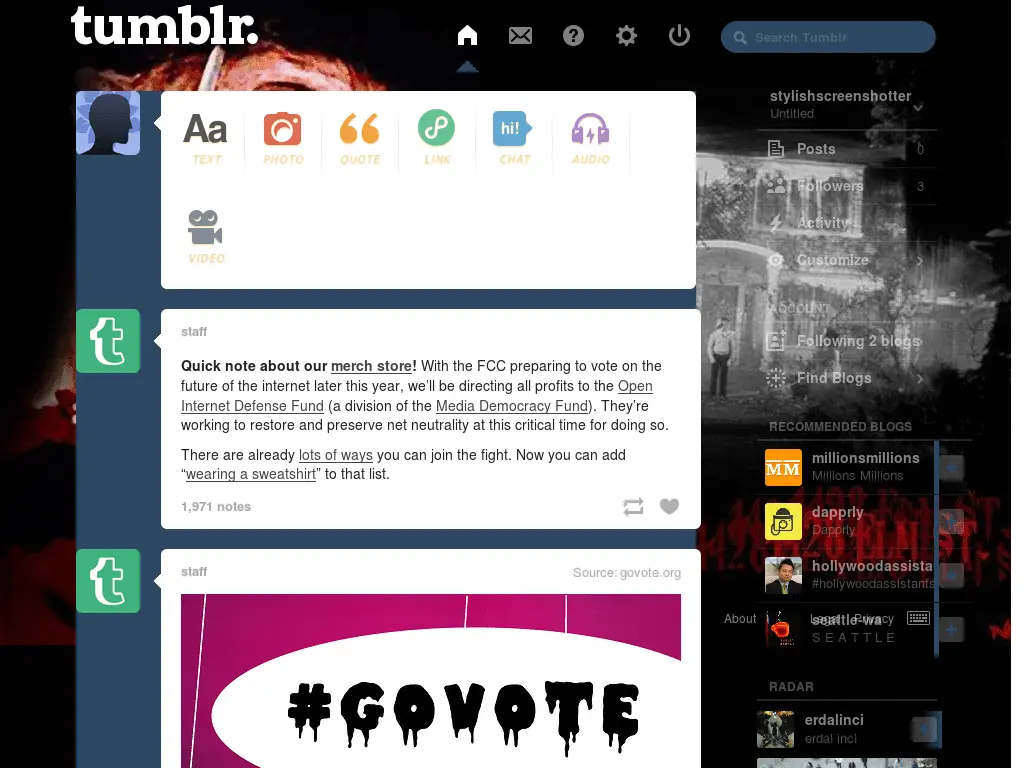 tumblr.
Search Tumblr
Aa
TEXT
PHOTO
QUOTE
LINK
hi!
CHAT
AUDIO
VIDEO
stylishscreenshotter
Untitled
Posts 0
Followers 3
Activity
Customize
ACCOUNT
Following 2 blogs
Find Blogs
staff
Quick note about our merch store! With the FCC preparing to vote on the
future of the internet later this year, we’ll be directing all profits to the Open
Internet Defense Fund (a division of the Media Democracy Fund). They’re
working to restore and preserve net neutrality at this critical time for doing so.
There are already lots of ways you can join the fight. Now you can add
“wearing a sweatshirt” to that list.
1,971 notes
staff
Source: govote.org
#GOVOTE
RECOMMENDED BLOGS
MM
millionsmillions
Millions Millions
dapprly
Dapprly
hollywoodassista
#hollywoodassistants
seattle-wa
SEATTLE
About
Legal
Privacy
RADAR
erdalinci
erdal inci